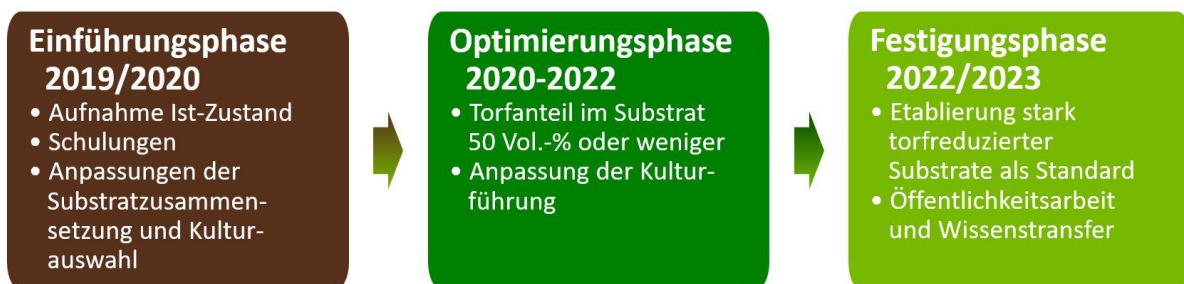 Einführungsphase
2019/2020
• Aufnahme Ist-Zustand
• Schulungen
• Anpassungen der
Substratzusammen-
setzung und Kultur-
auswahl
Optimierungsphase
2020-2022
• Torfanteil im Substrat
50 Vol.-% oder weniger
• Anpassung der Kultur-
führung
Festigungsphase
2022/2023
• Etablierung stark
torfreduzierter
Substrate als Standard
• Öffentlichkeitsarbeit
und Wissenstransfer